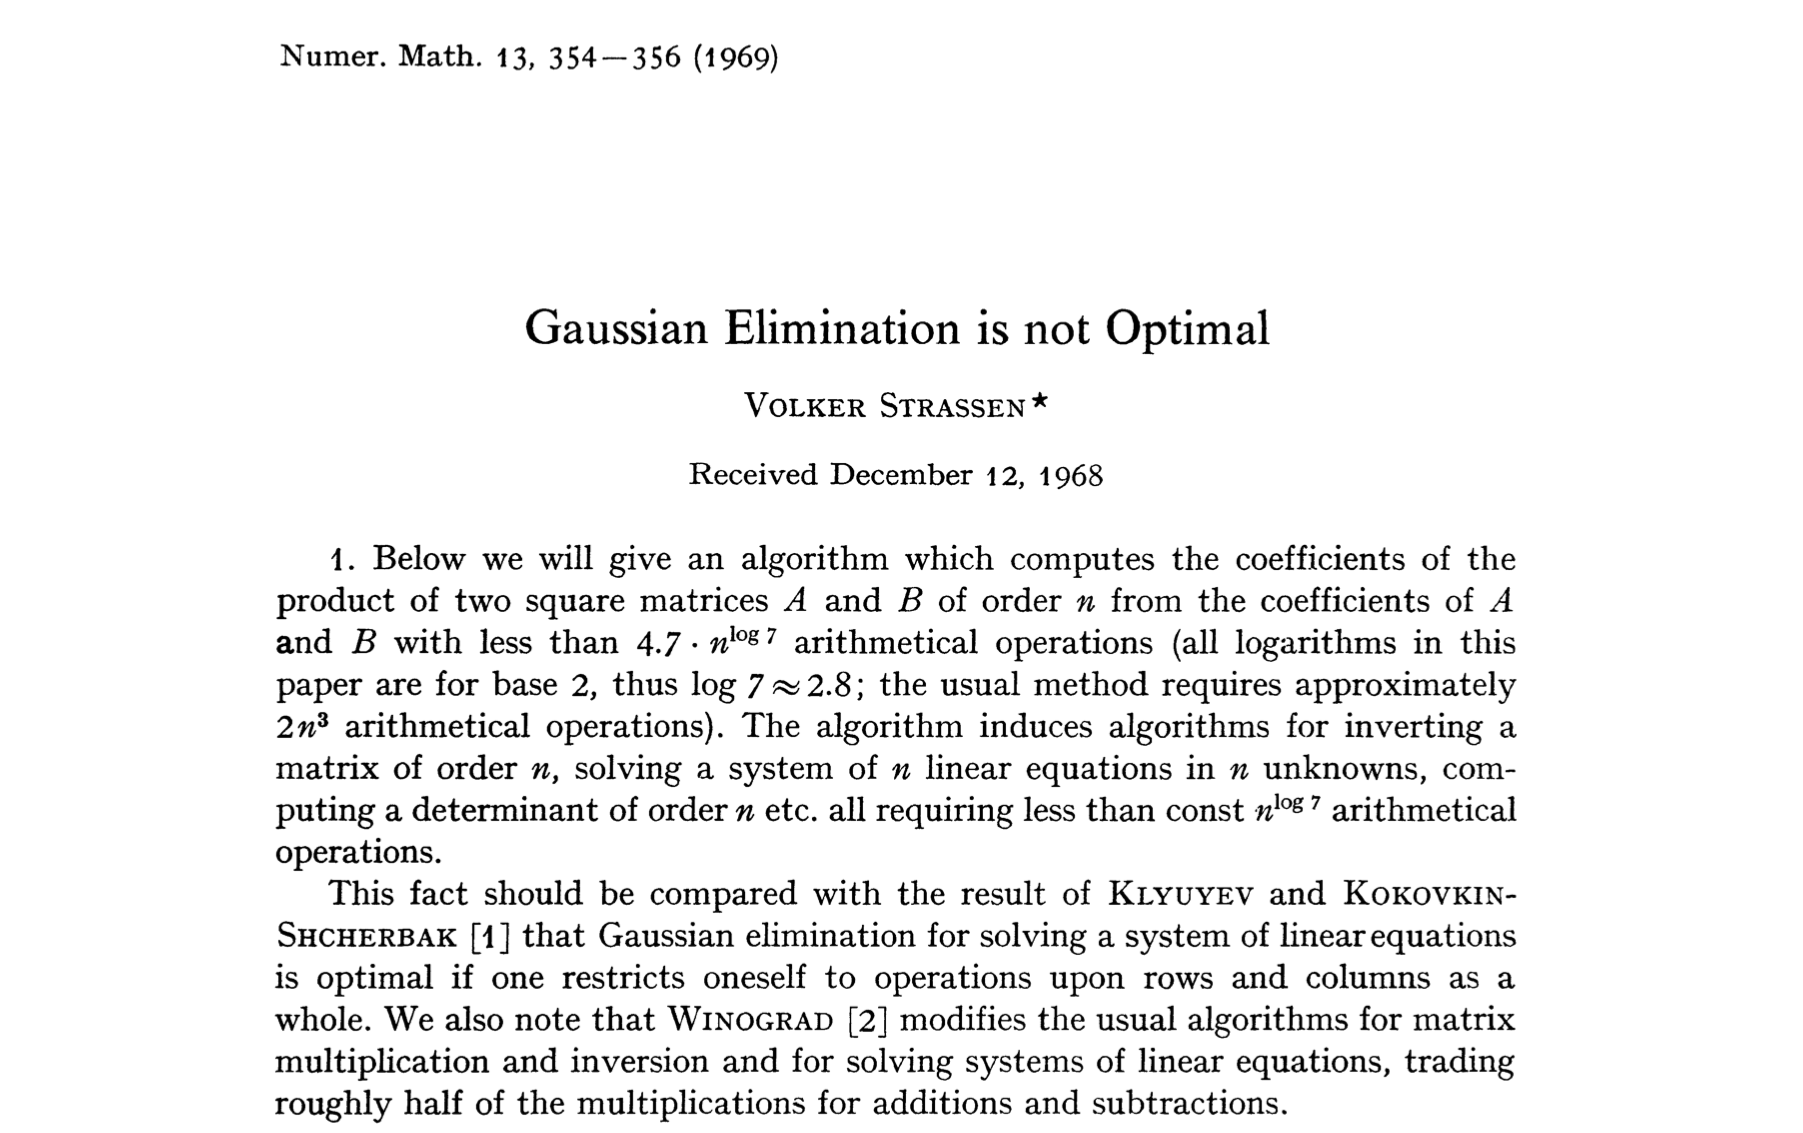 Numer. Math. 13, 354—356 (1969)
Gaussian Elimination is not Optimal
VOLKER STRASSEN★
Received December 12, 1968
1. Below we will give an algorithm which computes the coefficients of the
product of two square matrices A and B of order n from the coefficients of A
and B with less than 4.7 · n^{log 7} arithmetical operations (all logarithms in this
paper are for base 2, thus log 7 ≈ 2.8; the usual method requires approximately
2n³ arithmetical operations). The algorithm induces algorithms for inverting a
matrix of order n, solving a system of n linear equations in n unknowns, com-
puting a determinant of order n etc. all requiring less than const n^{log 7} arithmetical
operations.
This fact should be compared with the result of KLYUYEV and KOKOVKIN-
SHCHERBAK [1] that Gaussian elimination for solving a system of linear equations
is optimal if one restricts oneself to operations upon rows and columns as a
whole. We also note that WINOGRAD [2] modifies the usual algorithms for matrix
multiplication and inversion and for solving systems of linear equations, trading
roughly half of the multiplications for additions and subtractions.